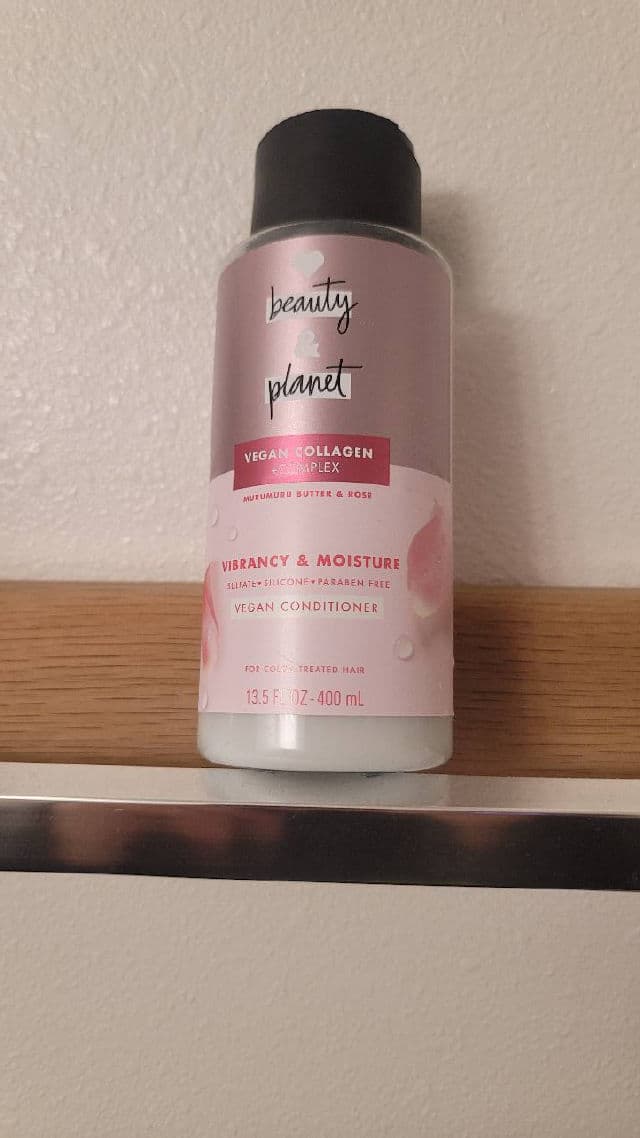 beauty
&
planet
VEGAN COLLAGEN
+COMPLEX
MURUMURU BUTTER & ROSE
VIBRANCY & MOISTURE
SULFATE • SILICONE • PARABEN FREE
VEGAN CONDITIONER
FOR COLOR TREATED HAIR
13.5 FL OZ - 400 mL